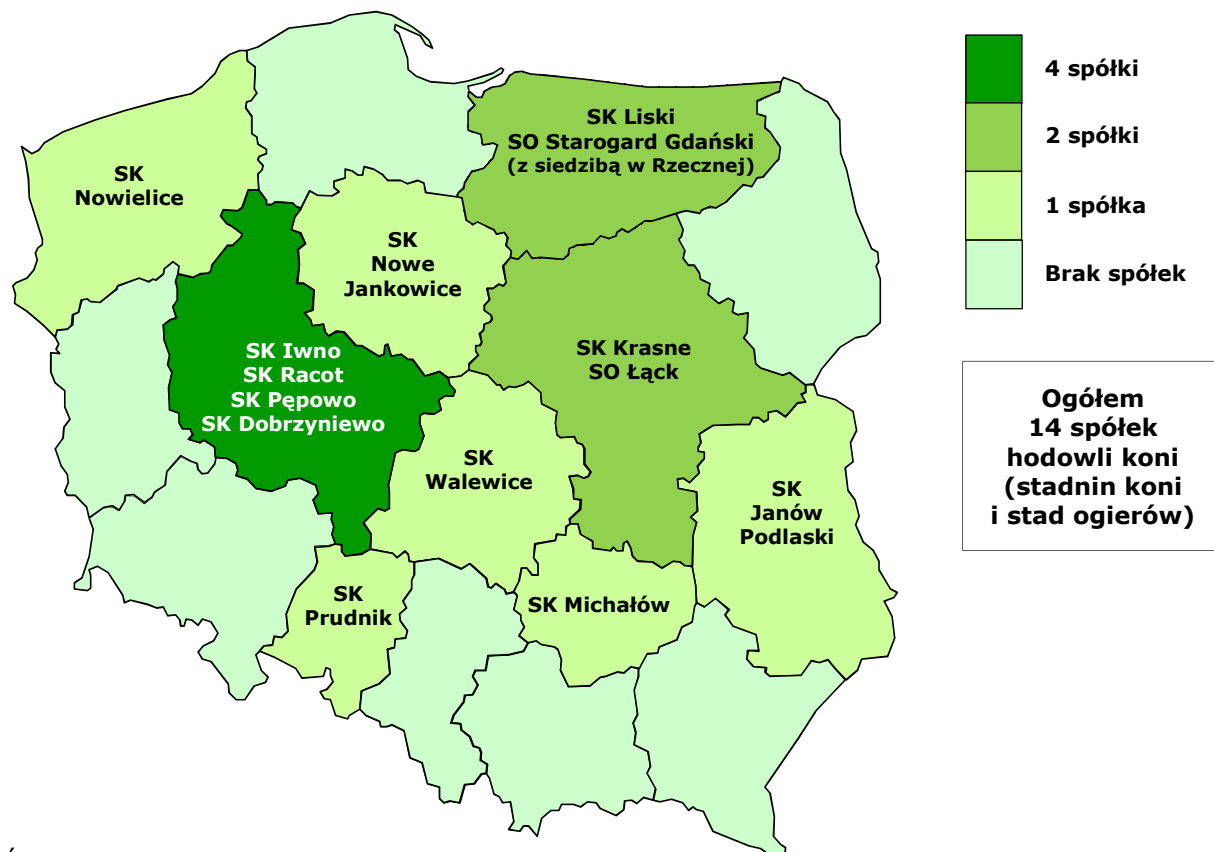 SK Liski
SO Starogard Gdański
(z siedzibą w Rzecznej)
SK
Nowielice
SK
Nowe
Jankowice
SK Iwno
SK Racot
SK Pępowo
SK Dobrzyniewo
SK Krasne
SO Łąck
SK
Walewice
SK
Janów
Podlaski
SK
Prudnik
SK Michałów
4 spółki
2 spółki
1 spółka
Brak spółek
Ogółem
14 spółek
hodowli koni
(stadnin koni
i stad ogierów)